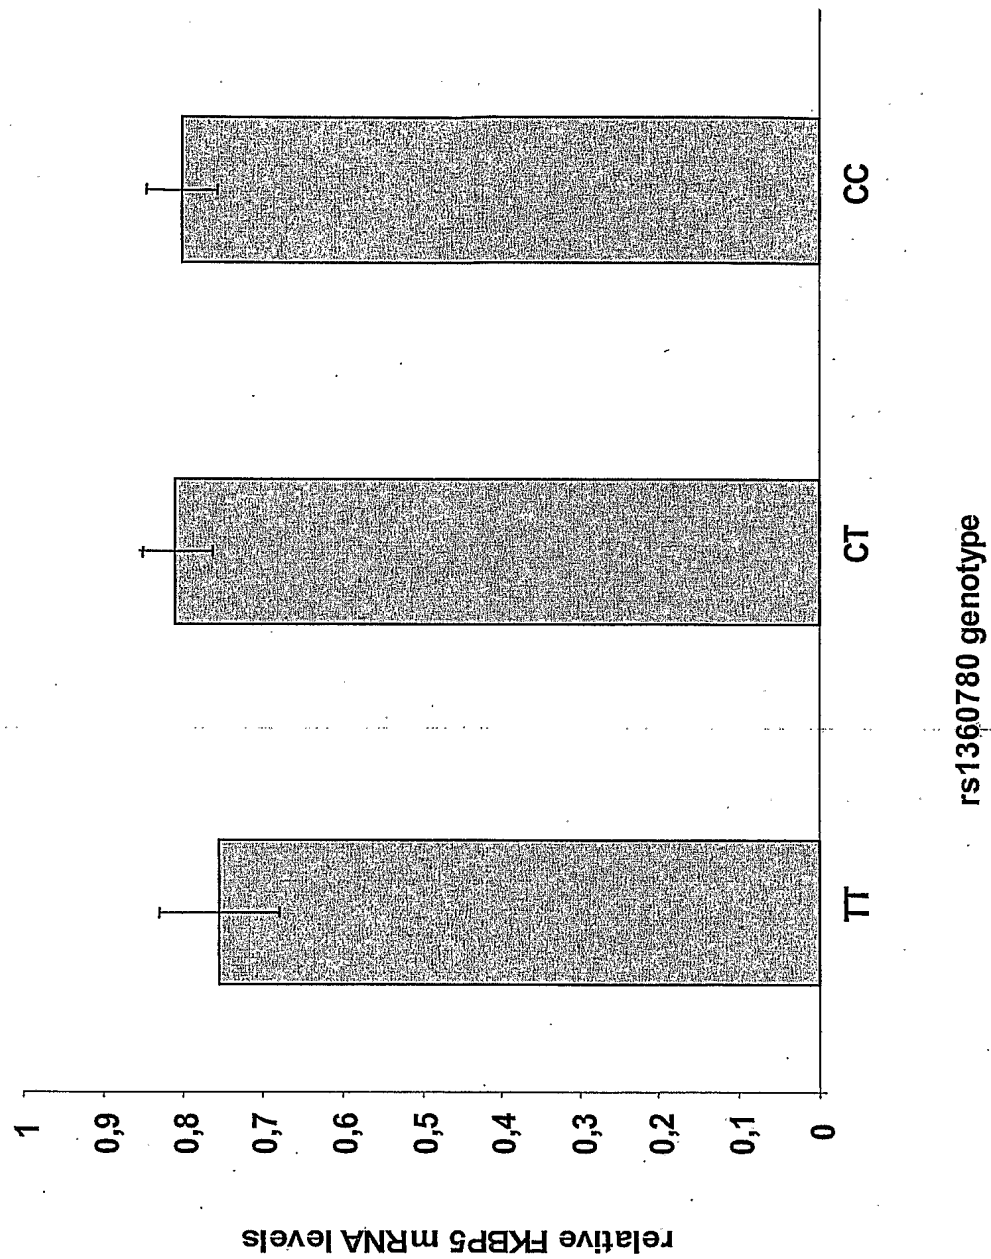 relative FKBP5 mRNA levels
1
0,9
0,8
0,7
0,6
0,5
0,4
0,3
0,2
0,1
0
TT
CT
CC
rs1360780 genotype